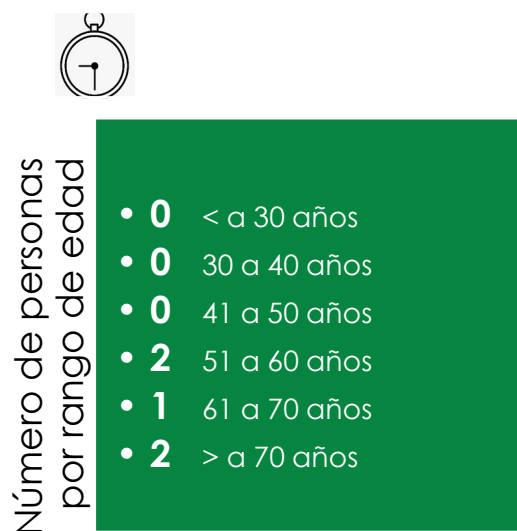 Número de personas
por rango de edad
• 0 < a 30 años
• 0 30 a 40 años
• 0 41 a 50 años
• 2 51 a 60 años
• 1 61 a 70 años
• 2 > a 70 años